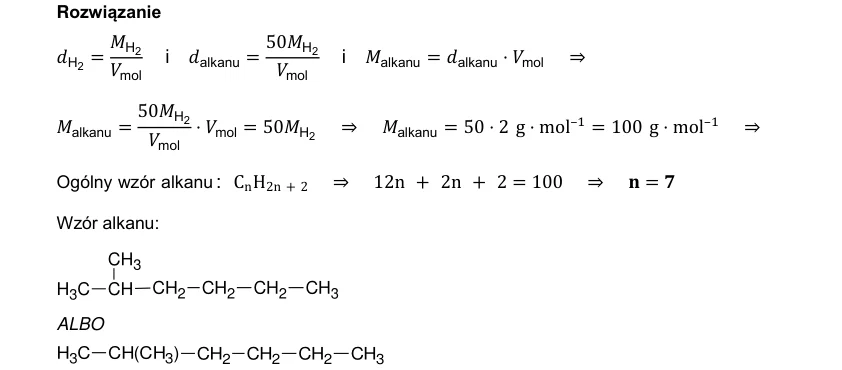 Rozwiązanie
d_H₂ = M_H₂ / V_mol i d_alkanu = 50M_H₂ / V_mol i M_alkanu = d_alkanu · V_mol ⇒
M_alkanu = 50M_H₂ / V_mol · V_mol = 50M_H₂ ⇒ M_alkanu = 50 · 2 g · mol⁻¹ = 100 g · mol⁻¹ ⇒
Ogólny wzór alkanu : CₙH₂ₙ ₊ ₂ ⇒ 12n + 2n + 2 = 100 ⇒ n = 7
Wzór alkanu:
CH₃
H₃C—CH—CH₂—CH₂—CH₂—CH₃
ALBO
H₃C—CH(CH₃)—CH₂—CH₂—CH₂—CH₃